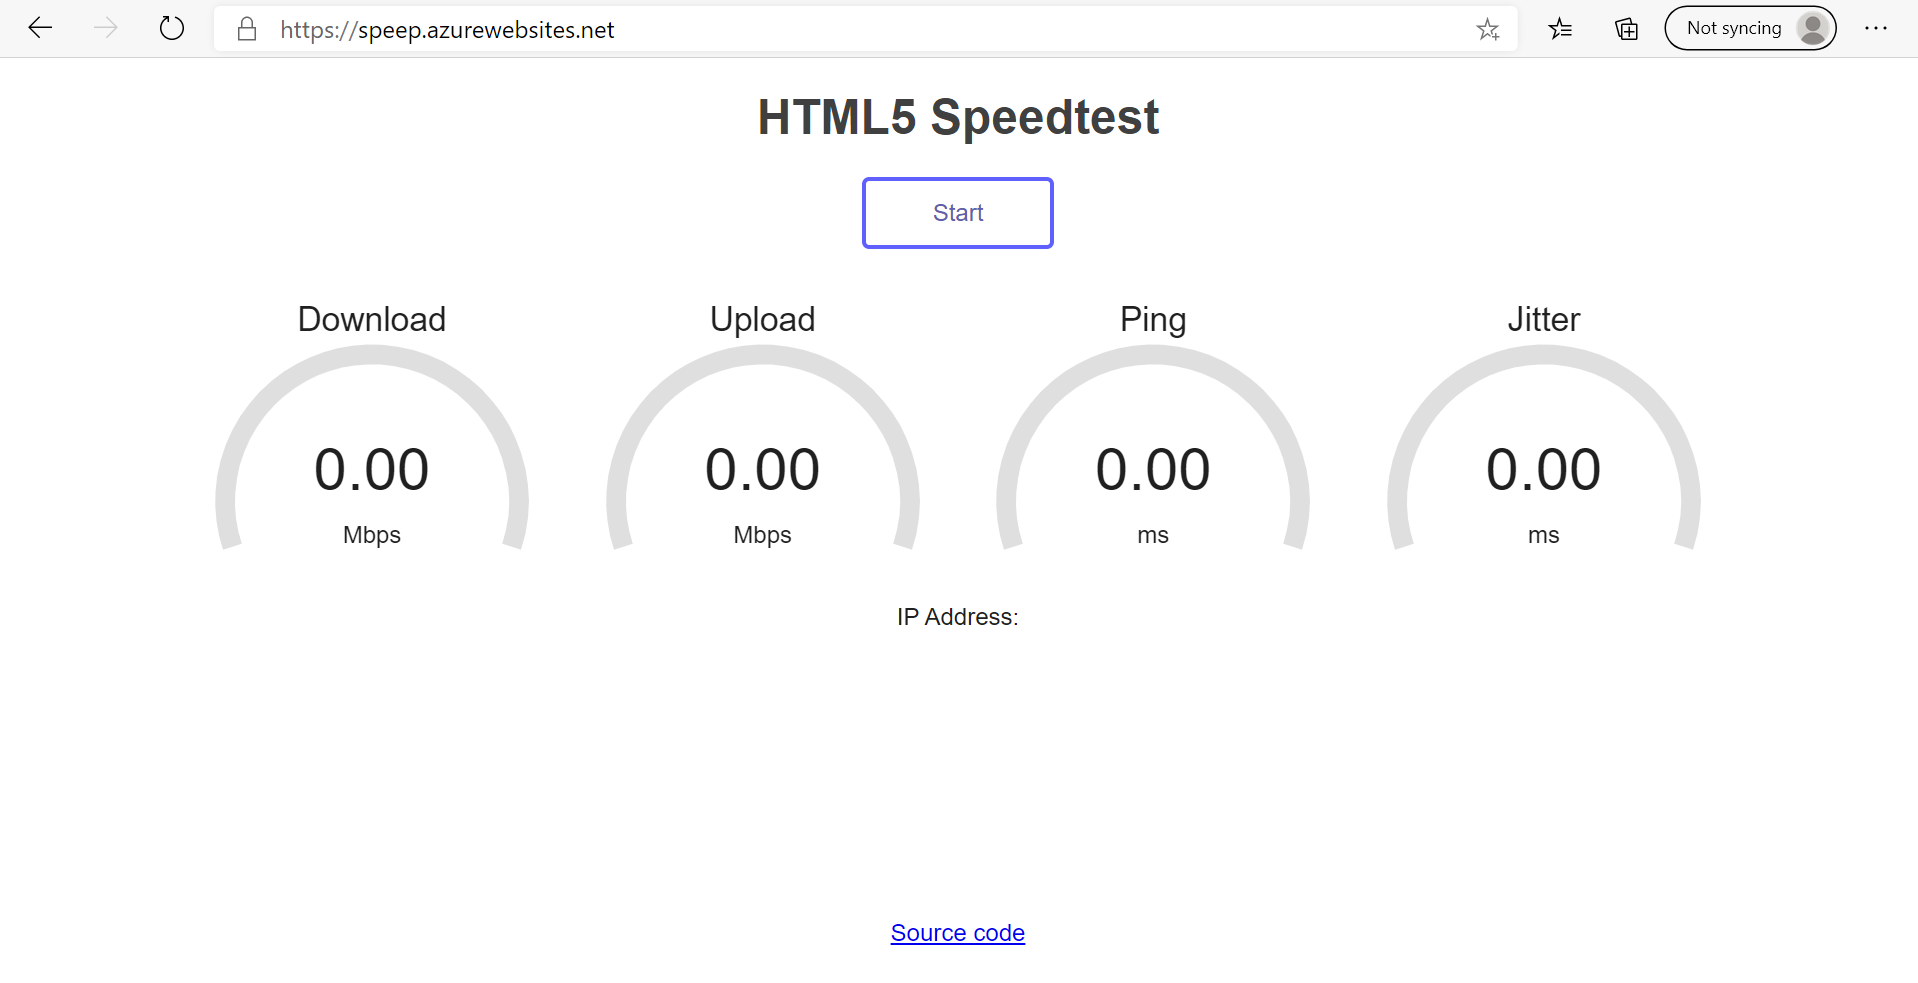 https://speep.azurewebsites.net
Not syncing
HTML5 Speedtest
Start
Download Upload Ping Jitter
0.00 0.00 0.00 0.00
Mbps Mbps ms ms
IP Address:
Source code